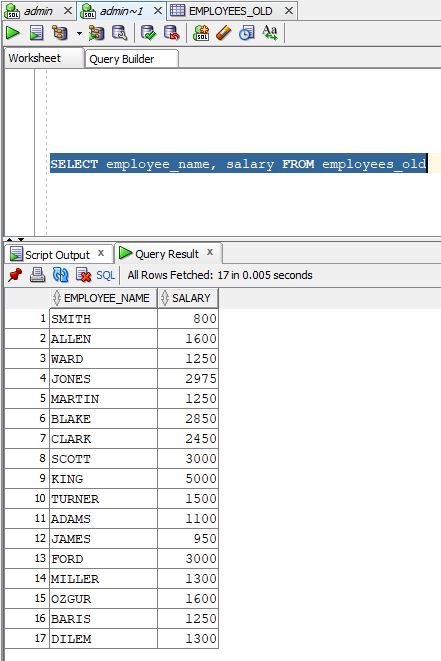 admin x admin~1 x EMPLOYEES_OLD x
SQL Aa
Worksheet Query Builder
SELECT employee_name, salary FROM employees_old
Script Output x Query Result x
SQL | All Rows Fetched: 17 in 0.005 seconds
EMPLOYEE_NAME SALARY
1 SMITH 800
2 ALLEN 1600
3 WARD 1250
4 JONES 2975
5 MARTIN 1250
6 BLAKE 2850
7 CLARK 2450
8 SCOTT 3000
9 KING 5000
10 TURNER 1500
11 ADAMS 1100
12 JAMES 950
13 FORD 3000
14 MILLER 1300
15 OZGUR 1600
16 BARIS 1250
17 DILEM 1300